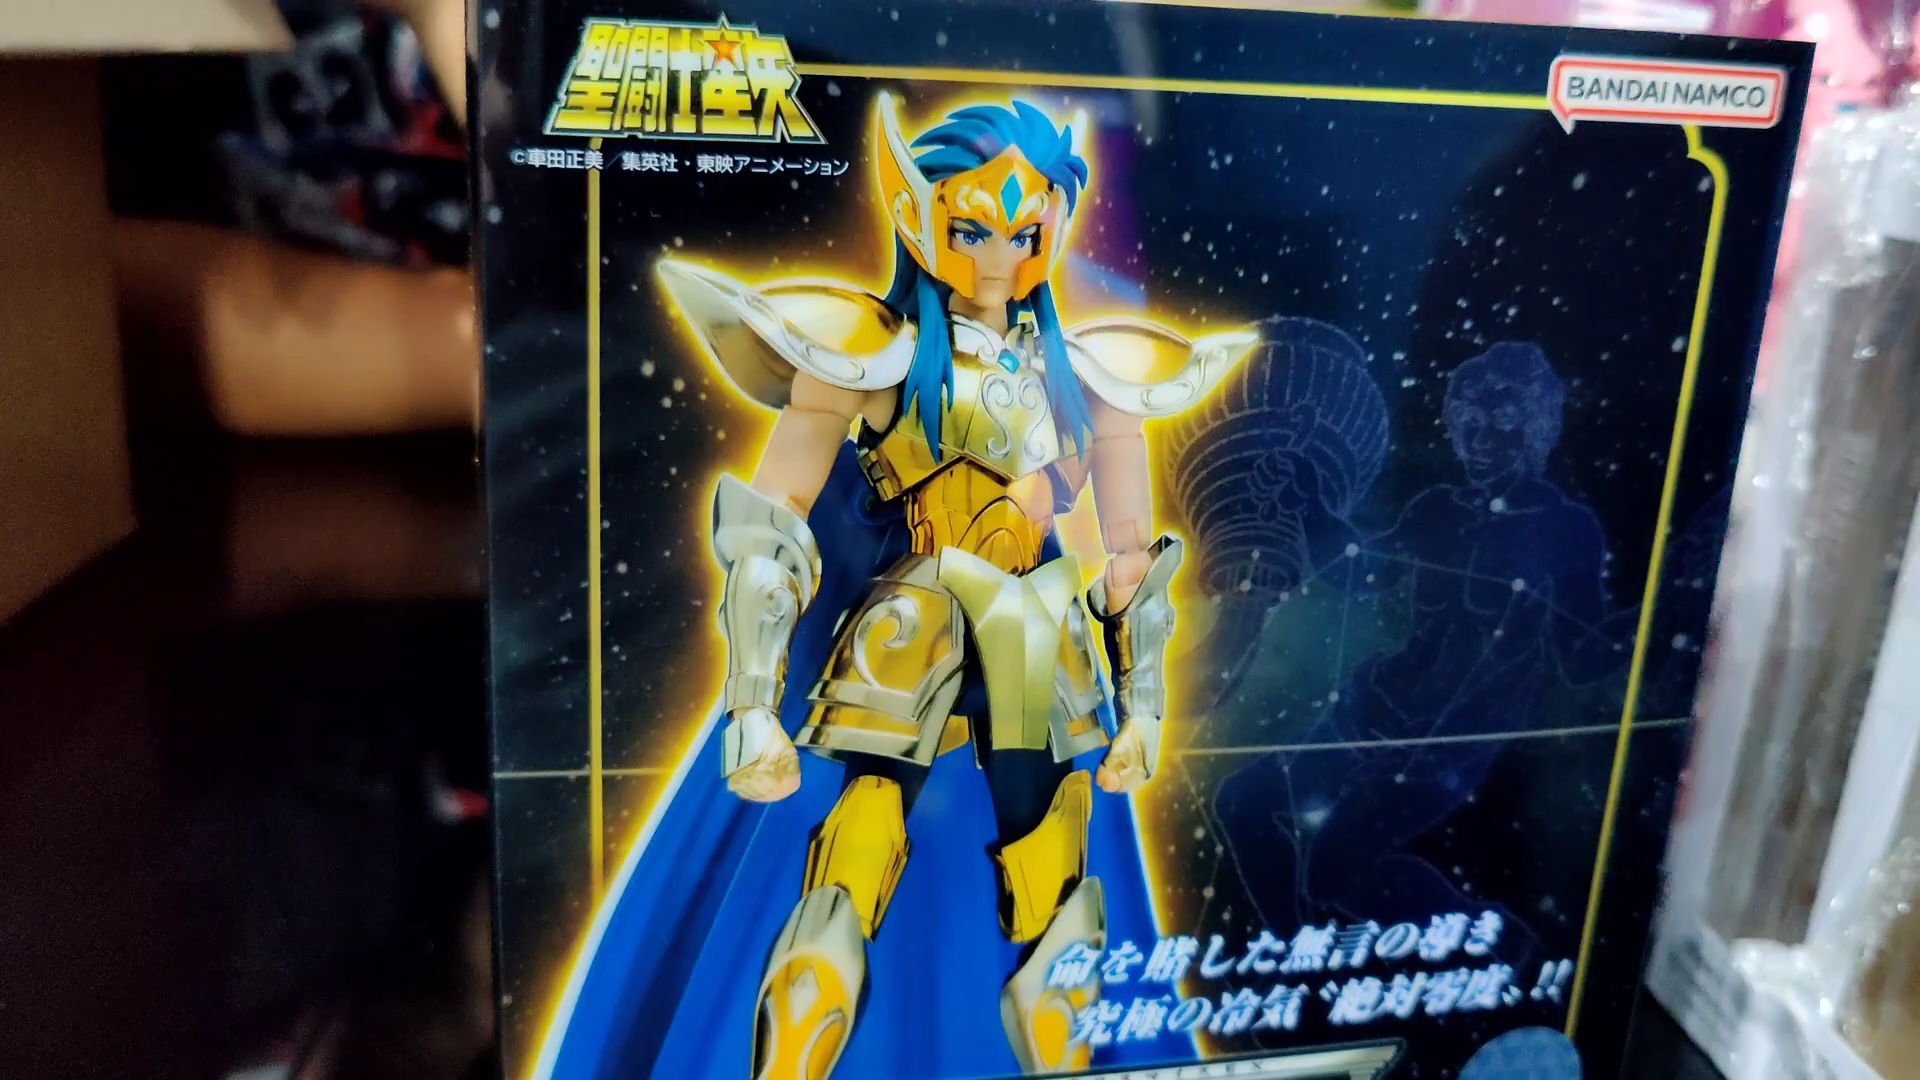 聖闘士星矢
BANDAI NAMCO
©車田正美/集英社・東映アニメーション
命を賭した無言の導き
究極の冷気〝絶対零度〟!!